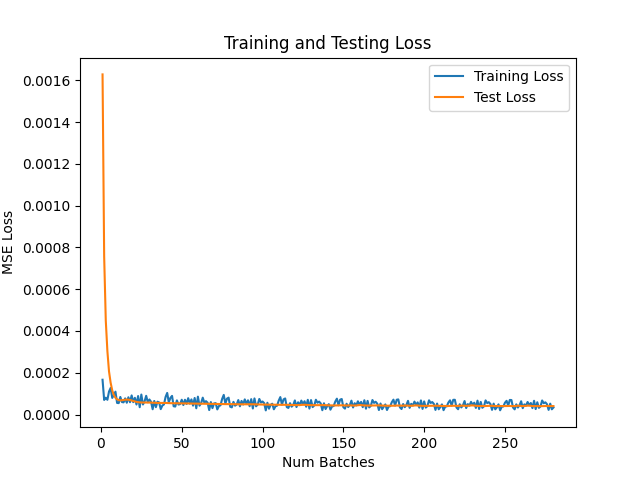 Training and Testing Loss
Training Loss
Test Loss
0.0016
0.0014
0.0012
0.0010
0.0008
0.0006
0.0004
0.0002
0.0000
MSE Loss
0 50 100 150 200 250
Num Batches